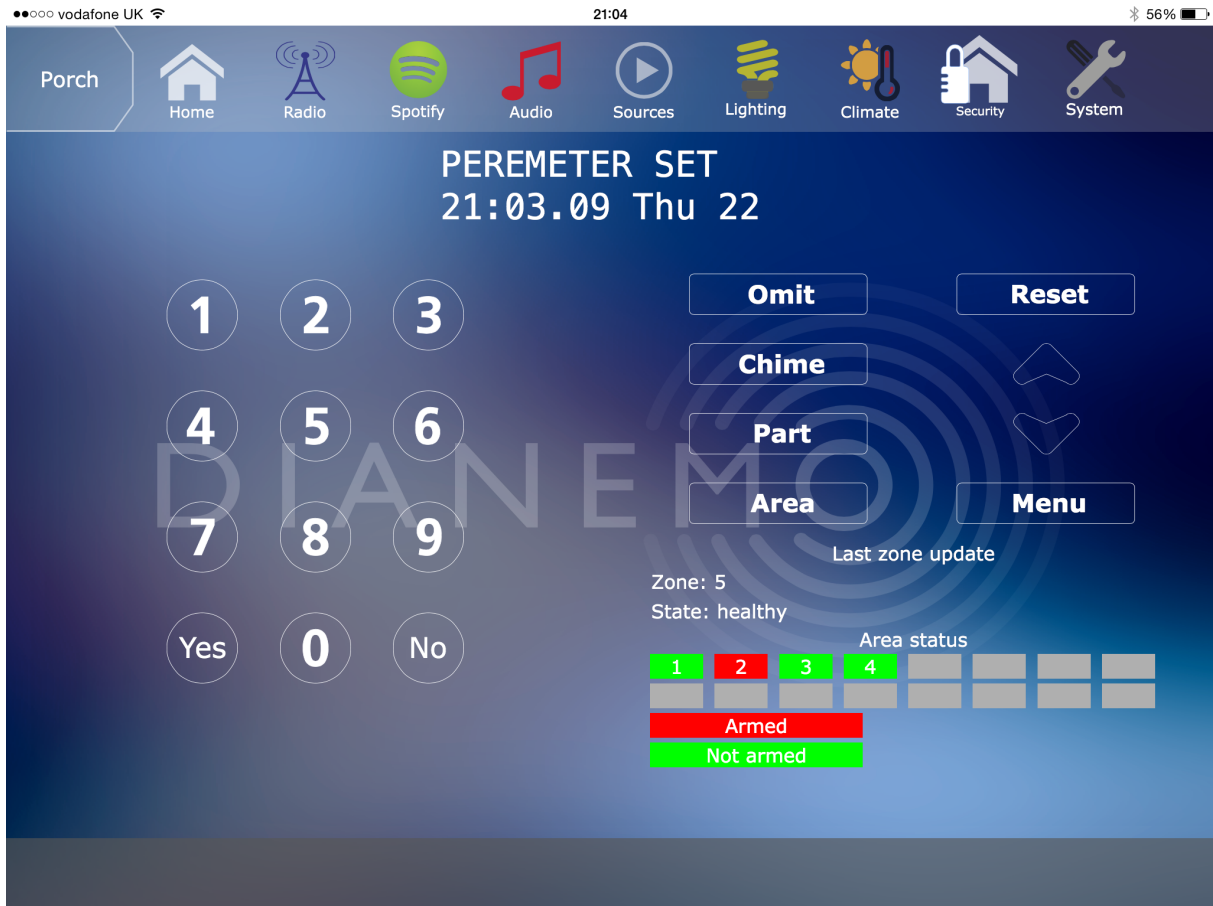 vodafone UK 21:04 56%
Porch Home Radio Spotify Audio Sources Lighting Climate Security System
PEREMETER SET
21:03.09 Thu 22
1 2 3 Omit Reset
Chime
4 5 6 Part
DIANEMO
7 8 9 Area Menu
Last zone update
Zone: 5
State: healthy
Yes 0 No
Area status
1 2 3 4
Armed
Not armed